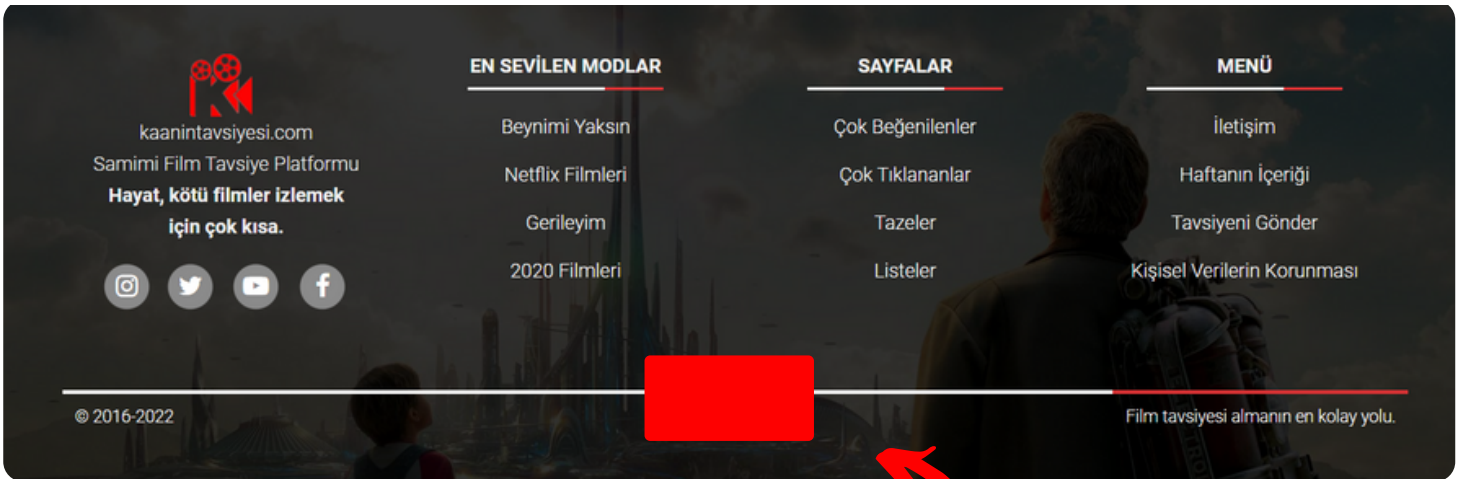 kaanintavsiyesi.com
Samimi Film Tavsiye Platformu
Hayat, kötü filmler izlemek
için çok kısa.
EN SEVİLEN MODLAR
Beynimi Yaksın
Netflix Filmleri
Gerileyim
2020 Filmleri
SAYFALAR
Çok Beğenilenler
Çok Tıklananlar
Tazeler
Listeler
MENÜ
İletişim
Haftanın İçeriği
Tavsiyeni Gönder
Kişisel Verilerin Korunması
© 2016-2022
Film tavsiyesi almanın en kolay yolu.